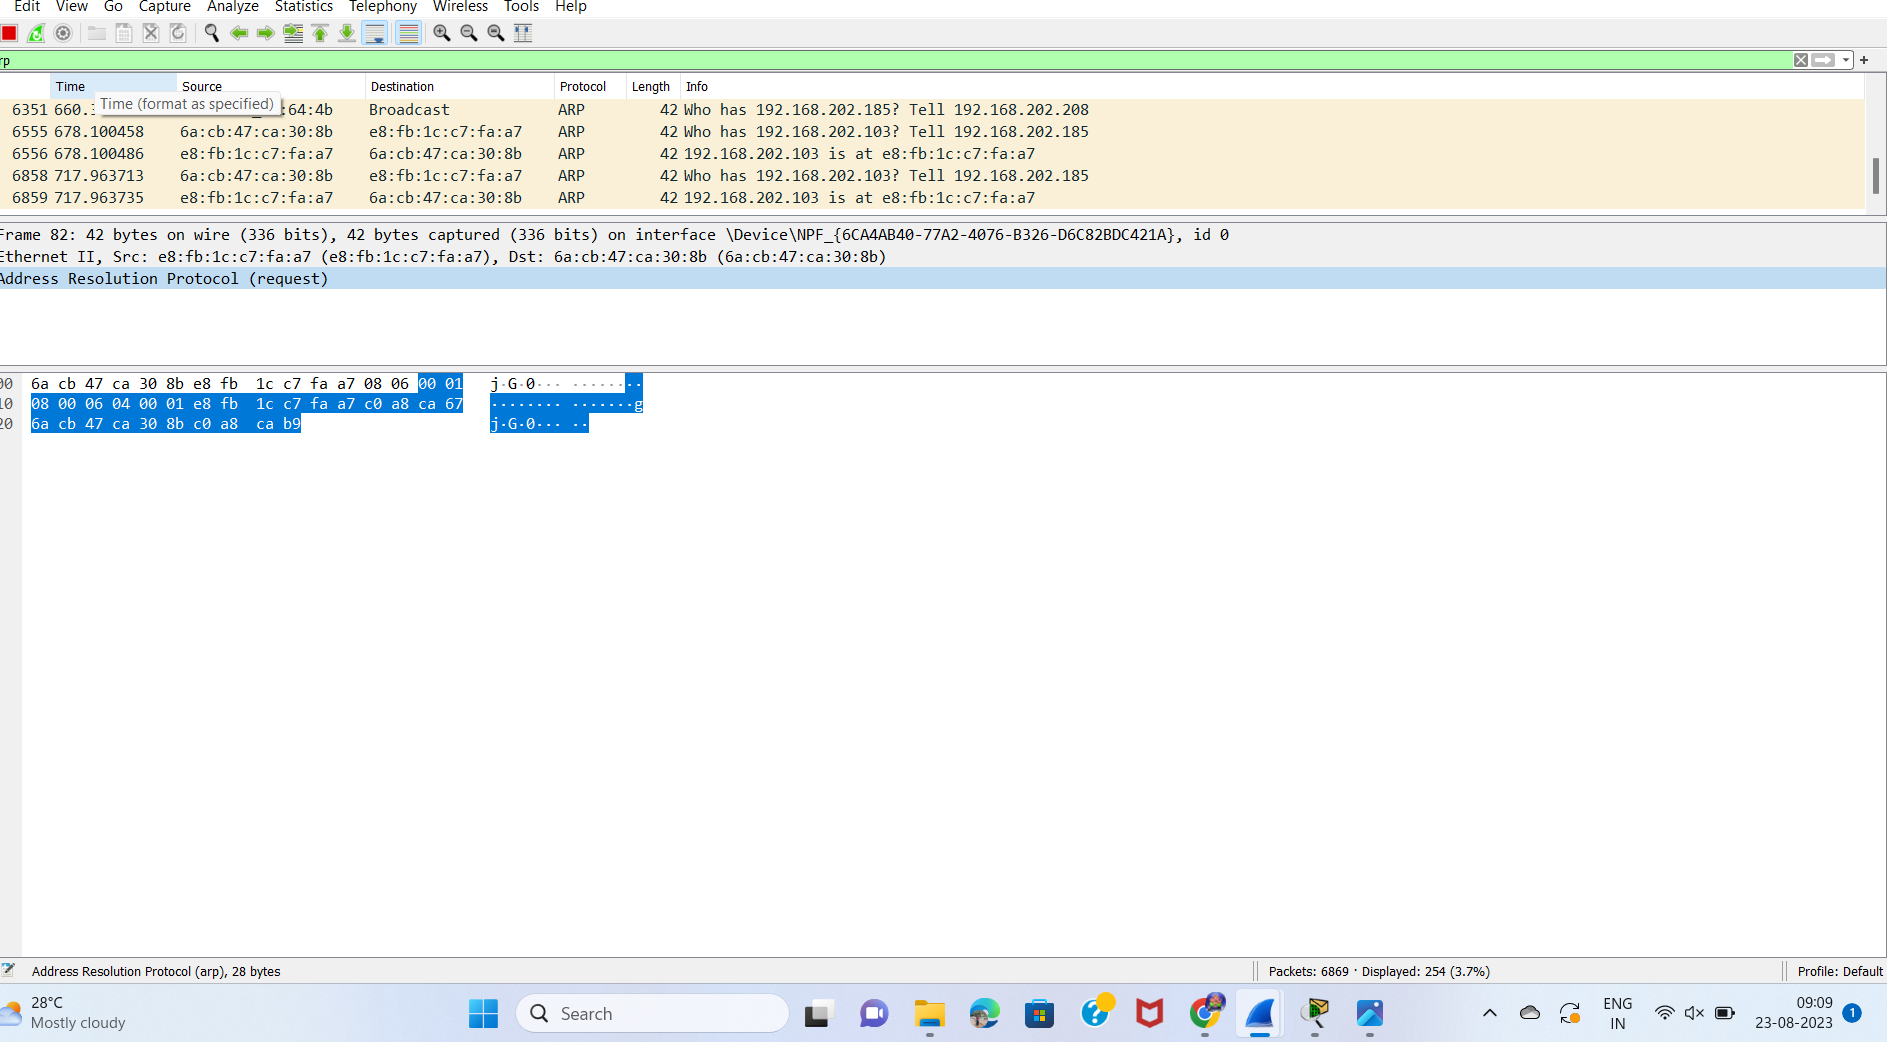 Edit View Go Capture Analyze Statistics Telephony Wireless Tools Help
rp
Time Source Destination Protocol Length Info
Time (format as specified)
6351 660. :64:4b Broadcast ARP 42 Who has 192.168.202.185? Tell 192.168.202.208
6555 678.100458 6a:cb:47:ca:30:8b e8:fb:1c:c7:fa:a7 ARP 42 Who has 192.168.202.103? Tell 192.168.202.185
6556 678.100486 e8:fb:1c:c7:fa:a7 6a:cb:47:ca:30:8b ARP 42 192.168.202.103 is at e8:fb:1c:c7:fa:a7
6858 717.963713 6a:cb:47:ca:30:8b e8:fb:1c:c7:fa:a7 ARP 42 Who has 192.168.202.103? Tell 192.168.202.185
6859 717.963735 e8:fb:1c:c7:fa:a7 6a:cb:47:ca:30:8b ARP 42 192.168.202.103 is at e8:fb:1c:c7:fa:a7
Frame 82: 42 bytes on wire (336 bits), 42 bytes captured (336 bits) on interface \Device\NPF_{6CA4AB40-77A2-4076-B326-D6C82BDC421A}, id 0
Ethernet II, Src: e8:fb:1c:c7:fa:a7 (e8:fb:1c:c7:fa:a7), Dst: 6a:cb:47:ca:30:8b (6a:cb:47:ca:30:8b)
Address Resolution Protocol (request)
00 6a cb 47 ca 30 8b e8 fb 1c c7 fa a7 08 06 00 01 j·G·0··· ········
10 08 00 06 04 00 01 e8 fb 1c c7 fa a7 c0 a8 ca 67 ········ ·······g
20 6a cb 47 ca 30 8b c0 a8 ca b9 j·G·0··· ··
Address Resolution Protocol (arp), 28 bytes
Packets: 6869 · Displayed: 254 (3.7%)
Profile: Default
28°C
Mostly cloudy
Search
ENG
IN
09:09
23-08-2023
1